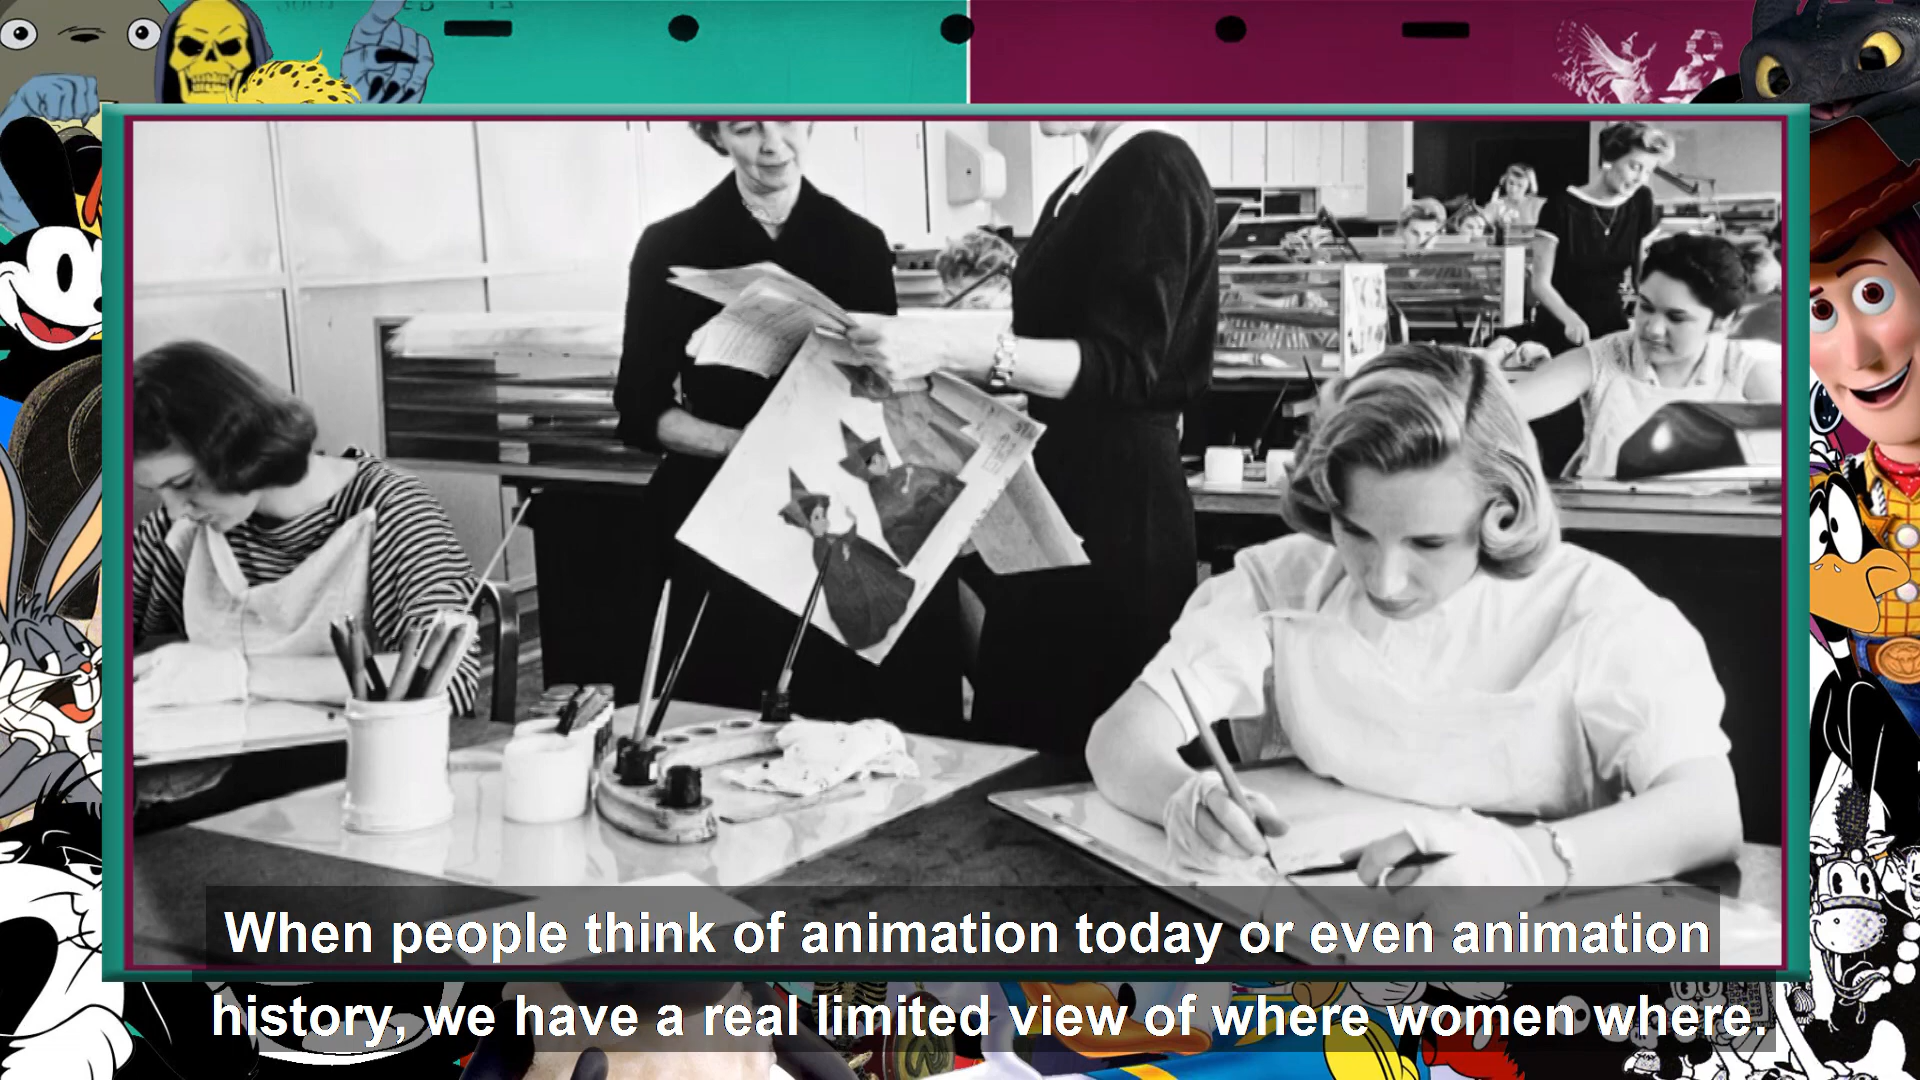 When people think of animation today or even animation
history, we have a real limited view of where women where.